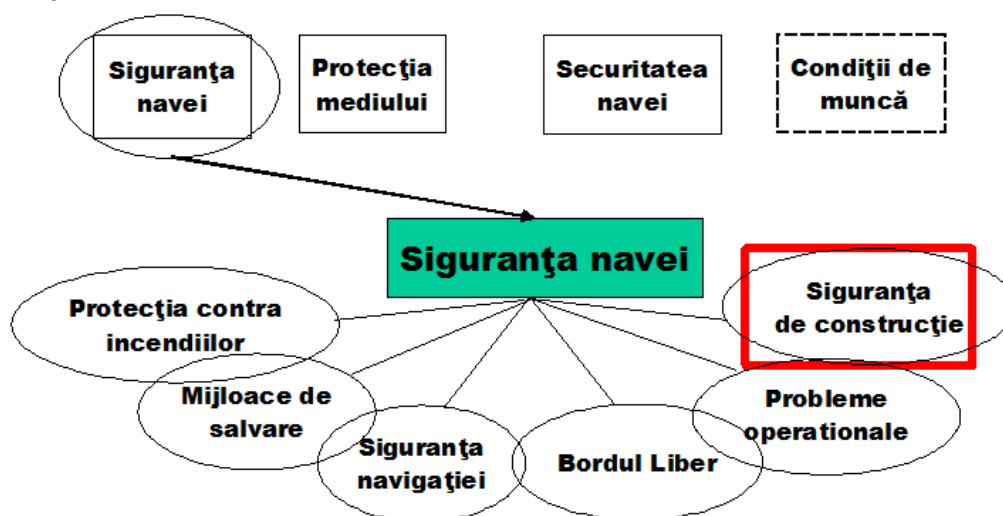 Siguranţa
navei
Protecţia
mediului
Securitatea
navei
Condiţii de
muncă
Siguranţa navei
Protecţia contra
incendiilor
Mijloace de
salvare
Siguranţa
navigaţiei
Bordul Liber
Probleme
operationale
Siguranţa
de construcţie